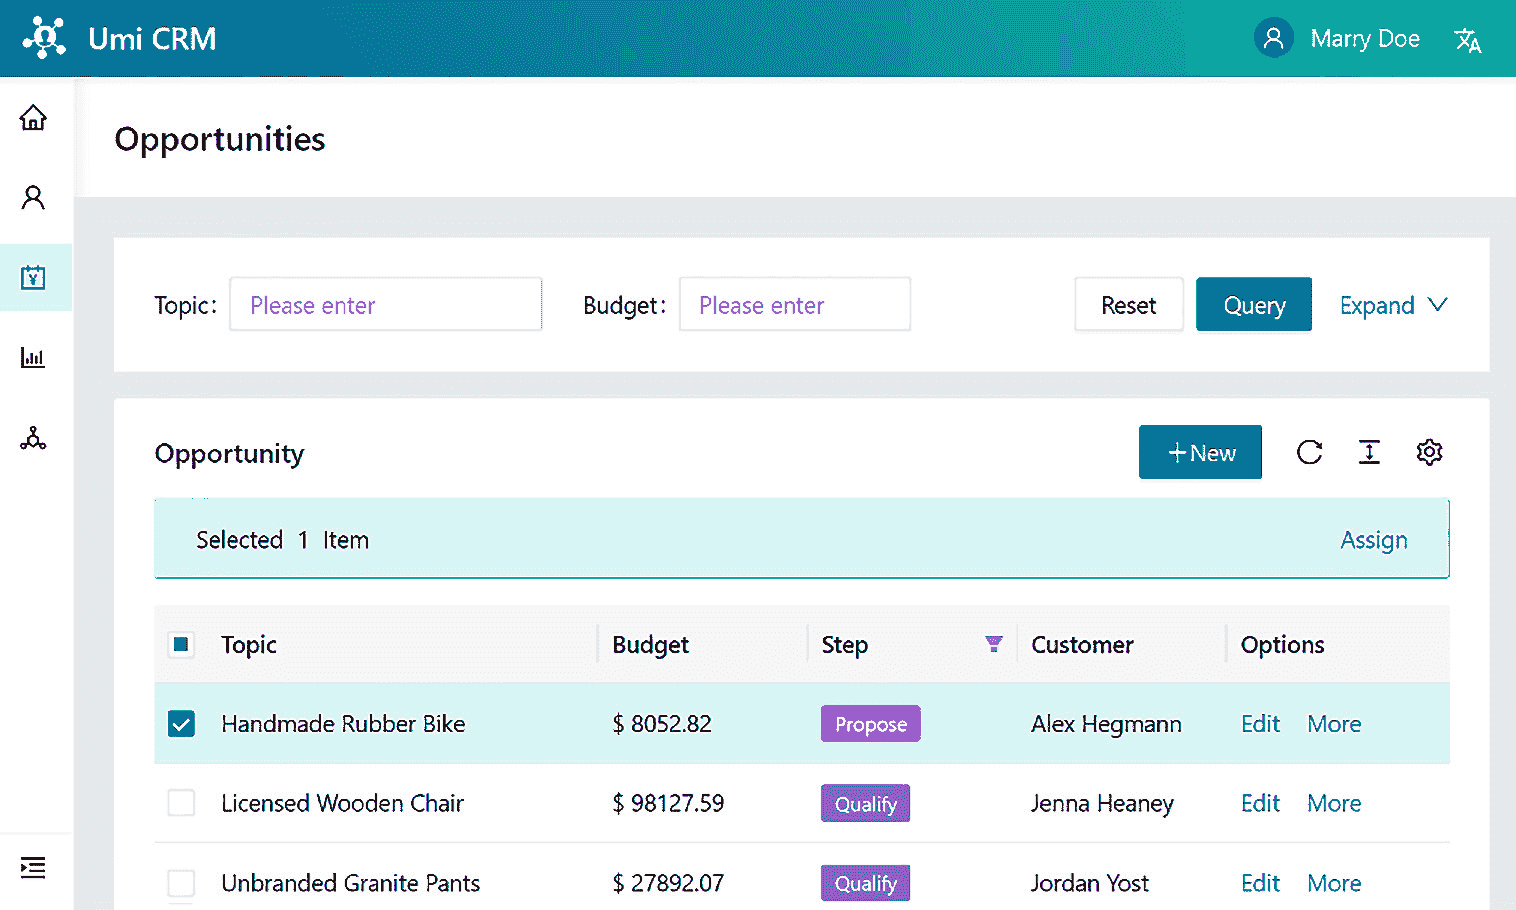 Umi CRM
Marry Doe
Opportunities
Topic: Please enter Budget: Please enter Reset Query Expand
Opportunity
+New
Selected 1 Item Assign
Topic Budget Step Customer Options
Handmade Rubber Bike $ 8052.82 Propose Alex Hegmann Edit More
Licensed Wooden Chair $ 98127.59 Qualify Jenna Heaney Edit More
Unbranded Granite Pants $ 27892.07 Qualify Jordan Yost Edit More